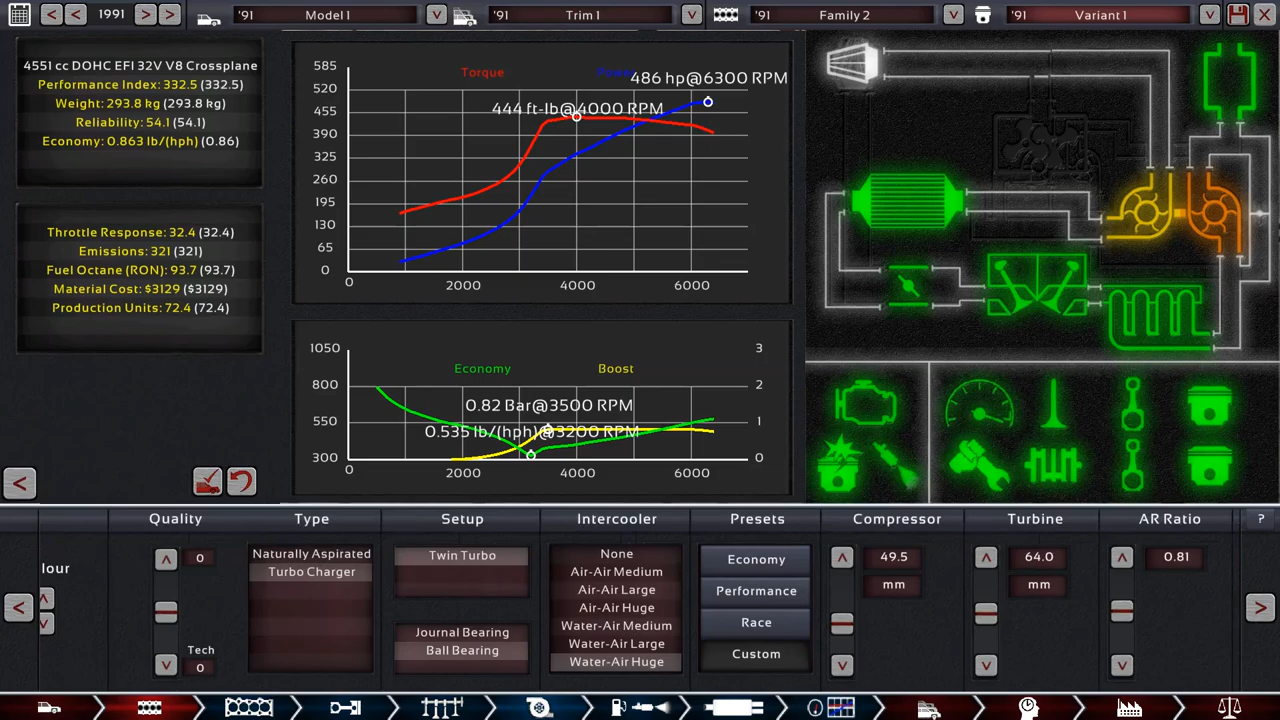 1991
'91 Model 1
'91 Trim 1
'91 Family 2
'91 Variant 1
4551 cc DOHC EFI 32V V8 Crossplane
Performance Index: 332.5 (332.5)
Weight: 293.8 kg (293.8 kg)
Reliability: 54.1 (54.1)
Economy: 0.863 lb/(hph) (0.86)
Throttle Response: 32.4 (32.4)
Emissions: 321 (321)
Fuel Octane (RON): 93.7 (93.7)
Material Cost: $3129 ($3129)
Production Units: 72.4 (72.4)
585
520
455
390
325
260
195
130
65
0
Torque
Power
486 hp@6300 RPM
444 ft-lb@4000 RPM
2000
4000
6000
1050
800
550
300
3
2
1
0
Economy
Boost
0.82 Bar@3500 RPM
0.535 lb/(hph)@3200 RPM
0
2000
4000
6000
lour
Quality
0
Tech
0
Type
Naturally Aspirated
Turbo Charger
Setup
Twin Turbo
Journal Bearing
Ball Bearing
Intercooler
None
Air-Air Medium
Air-Air Large
Air-Air Huge
Water-Air Medium
Water-Air Large
Water-Air Huge
Presets
Economy
Performance
Race
Custom
Compressor
49.5
mm
Turbine
64.0
mm
AR Ratio
0.81
?